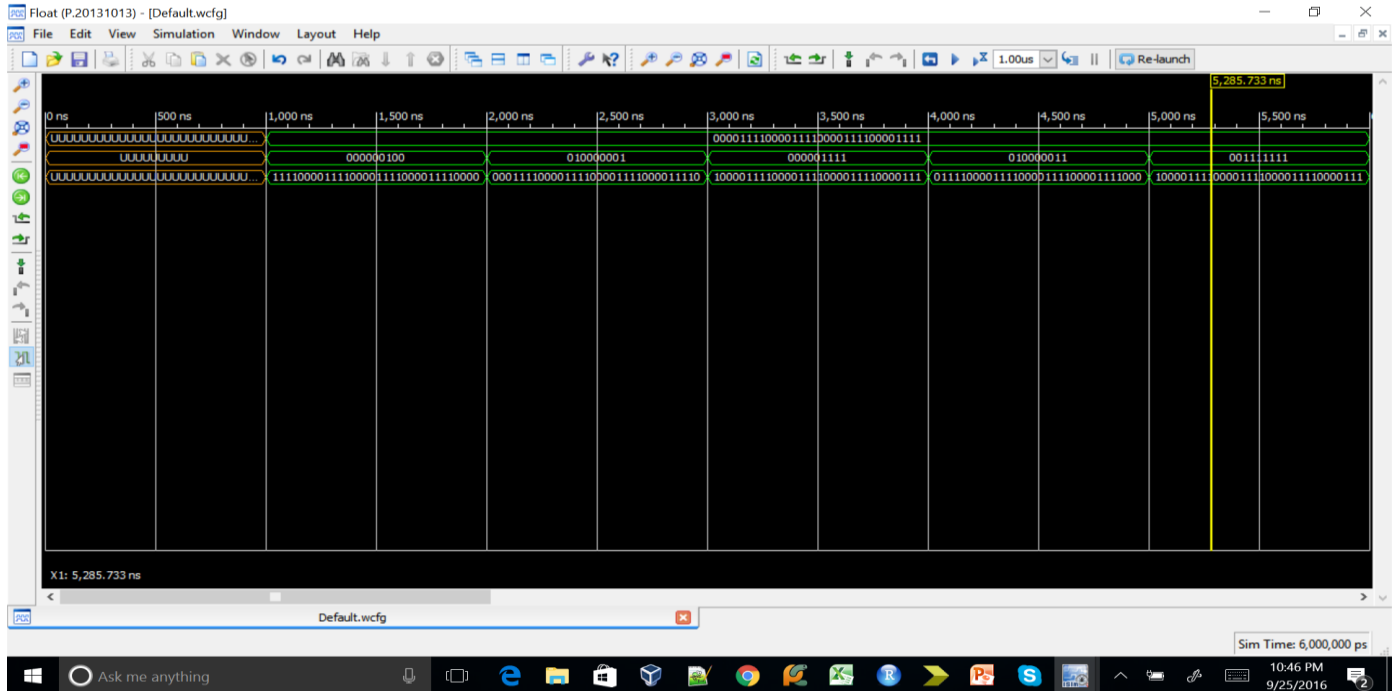 Float (P.20131013) - [Default.wcfg]
File Edit View Simulation Window Layout Help
1.00us Re-launch
5,285.733 ns
0 ns 500 ns 1,000 ns 1,500 ns 2,000 ns 2,500 ns 3,000 ns 3,500 ns 4,000 ns 4,500 ns 5,000 ns 5,500 ns
00001111000011110000111100001111
UUUUUUUUU 000000100 010000001 000001111 010000011 001111111
11110000111100001111000011110000 00011110000111100001111000011110 10000111100001111000011110000111 01111000011110000111100001111000 10000111100001111000011110000111
X1: 5,285.733 ns
Default.wcfg
Sim Time: 6,000,000 ps
Ask me anything
10:46 PM
9/25/2016
2